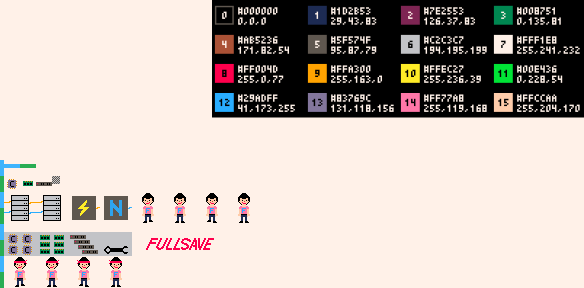 0 #000000 1 #1D2B53 2 #7E2553 3 #008751
0,0,0 29,43,83 126,37,83 0,135,81
4 #AB5236 5 #5F574F 6 #C2C3C7 7 #FFF1E8
171,82,54 95,87,79 194,195,199 255,241,232
8 #FF004D 9 #FFA300 10 #FFEC27 11 #00E436
255,0,77 255,163,0 255,236,39 0,228,54
12 #29ADFF 13 #83769C 14 #FF77A8 15 #FFCCAA
41,173,255 131,118,156 255,119,168 255,204,170
N
FULLSAVE